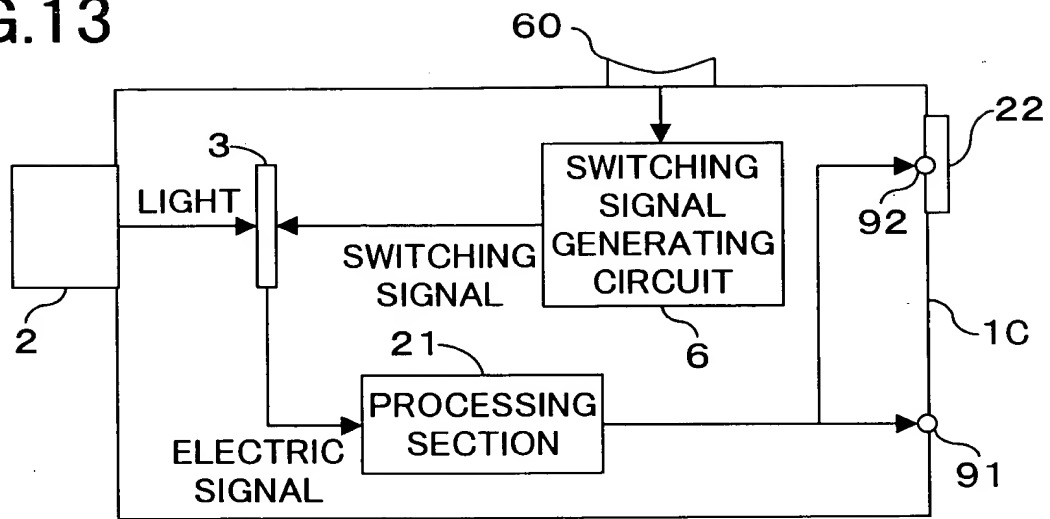 G.13
60
22
3
SWITCHING
SIGNAL
GENERATING
CIRCUIT
LIGHT
92
SWITCHING
SIGNAL
2
6
1C
21
PROCESSING
SECTION
ELECTRIC
SIGNAL
91